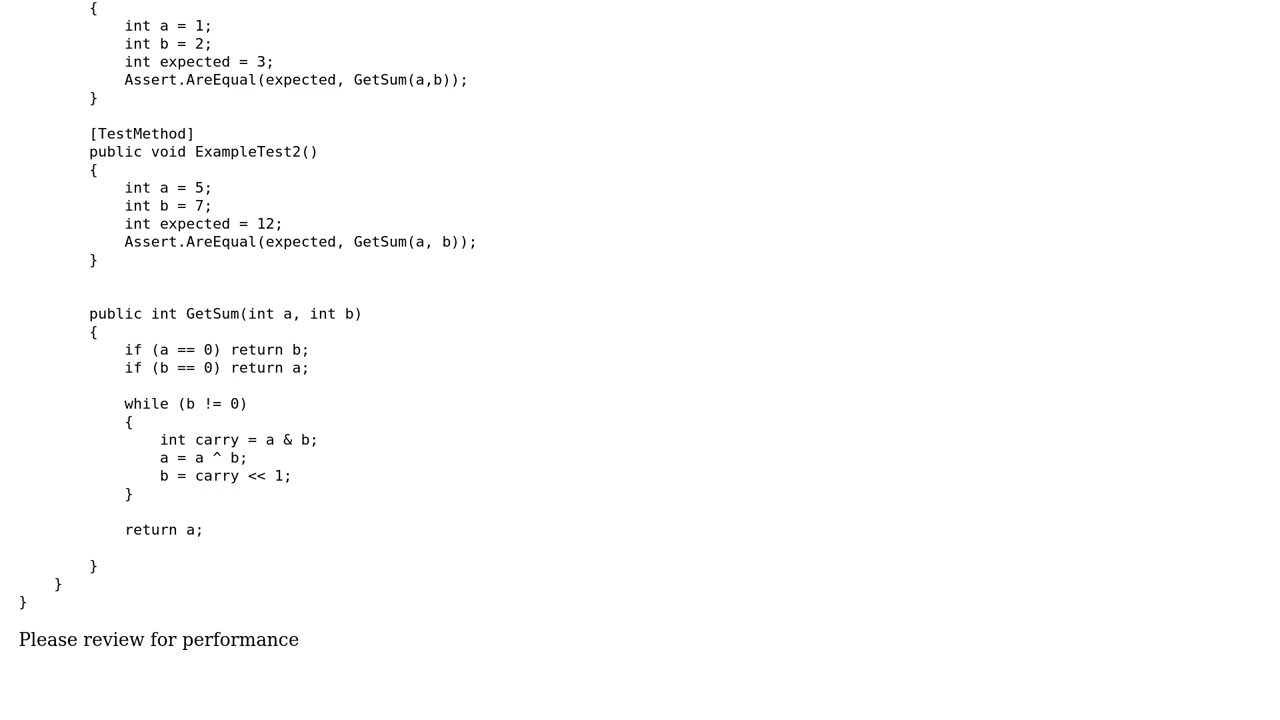 {
int a = 1;
int b = 2;
int expected = 3;
Assert.AreEqual(expected, GetSum(a,b));
}
[TestMethod]
public void ExampleTest2()
{
int a = 5;
int b = 7;
int expected = 12;
Assert.AreEqual(expected, GetSum(a, b));
}
public int GetSum(int a, int b)
{
if (a == 0) return b;
if (b == 0) return a;
while (b != 0)
{
int carry = a & b;
a = a ^ b;
b = carry << 1;
}
return a;
}
}
}
Please review for performance